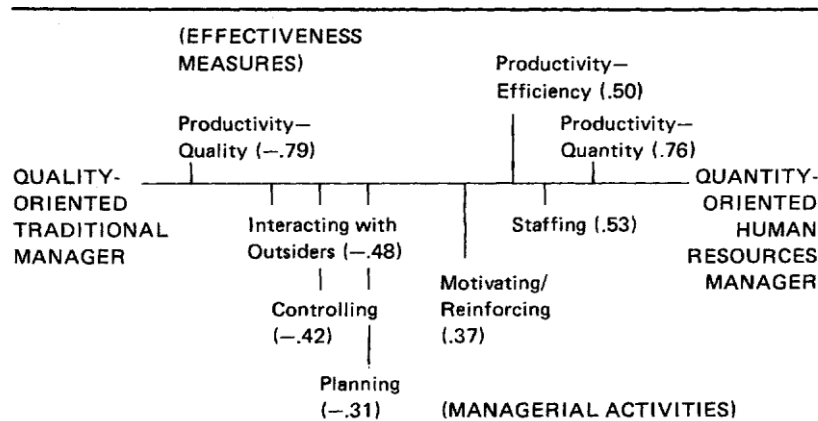 (EFFECTIVENESS
MEASURES)
Productivity—
Efficiency (.50)
Productivity—
Quality (−.79)
Productivity—
Quantity (.76)
QUALITY-
ORIENTED
TRADITIONAL
MANAGER
QUANTITY-
ORIENTED
HUMAN
RESOURCES
MANAGER
Interacting with
Outsiders (−.48)
Staffing (.53)
Controlling
(−.42)
Motivating/
Reinforcing
(.37)
Planning
(−.31)
(MANAGERIAL ACTIVITIES)